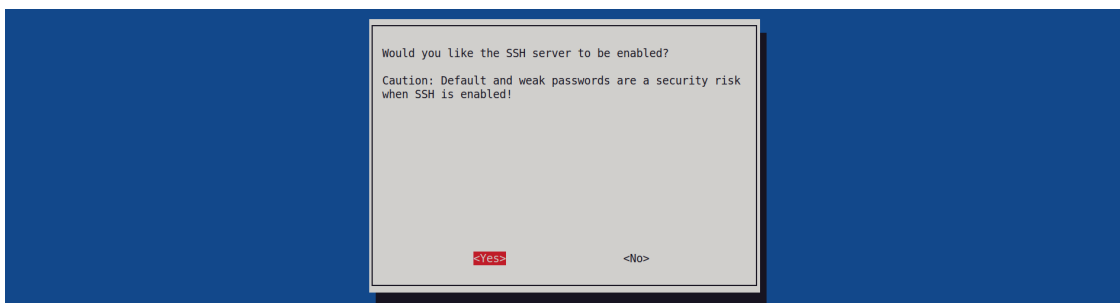 Would you like the SSH server to be enabled?
Caution: Default and weak passwords are a security risk
when SSH is enabled!
<Yes> <No>